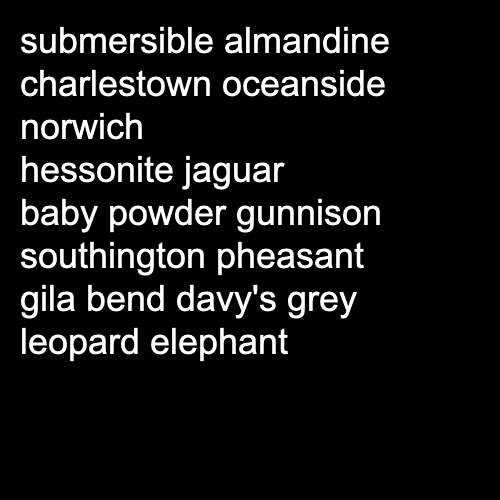 submersible almandine
charlestown oceanside
norwich
hessonite jaguar
baby powder gunnison
southington pheasant
gila bend davy's grey
leopard elephant